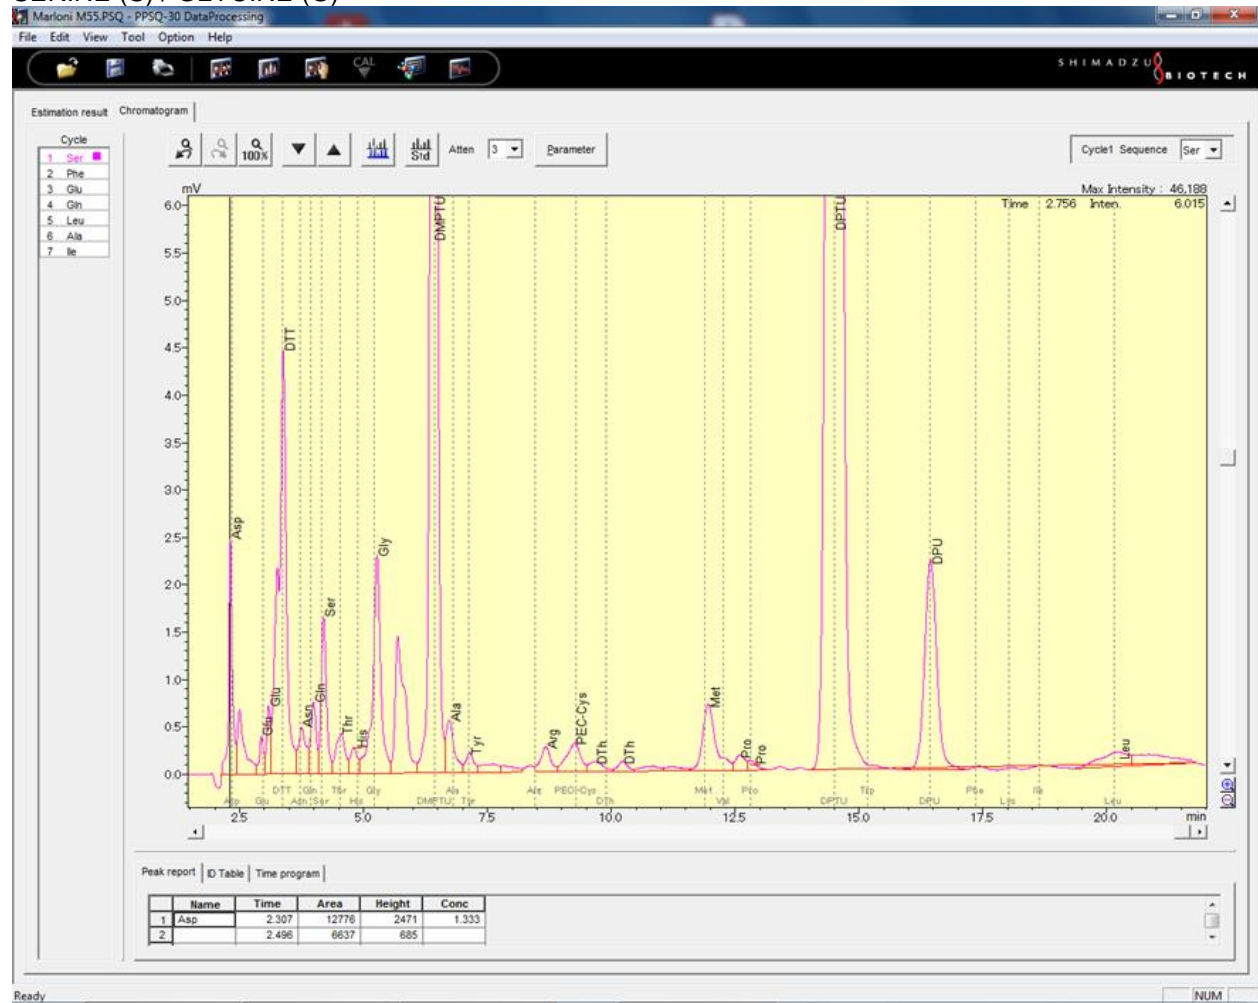 Marloni M55.PSQ - PPSQ-30 DataProcessing
File Edit View Tool Option Help
CAL
SHIMADZU BIOTECH
Estimation result Chromatogram
Cycle
1 Ser
2 Phe
3 Glu
4 Gln
5 Leu
6 Ala
7 Ile
100% Std Atten 3 Parameter
Cycle1 Sequence Ser
mV
Max Intensity : 46,188
Time 2.756 Inten. 6.015
6.0
5.5
5.0
4.5
4.0
3.5
3.0
2.5
2.0
1.5
1.0
0.5
0.0
Asp
Glu
Glu
DTT
Asn
Gln
Ser
Thr
His
Gly
DMPTU
Ala
Tyr
Arg
PEC-Cys
DTh
DTh
Met
Pro
Pro
DPTU
DPU
Leu
DTT Gln Thr Gly Ala Arg PEC-Cys Met Pro Trp Phe Ile
Asp Glu Asn Ser His DMPTU Tyr DTh Val DPTU DPU Lys Leu
2.5 5.0 7.5 10.0 12.5 15.0 17.5 20.0 min
Peak report ID Table Time program
Name Time Area Height Conc
1 Asp 2.307 12776 2471 1.333
2 2.496 6637 685
Ready
NUM